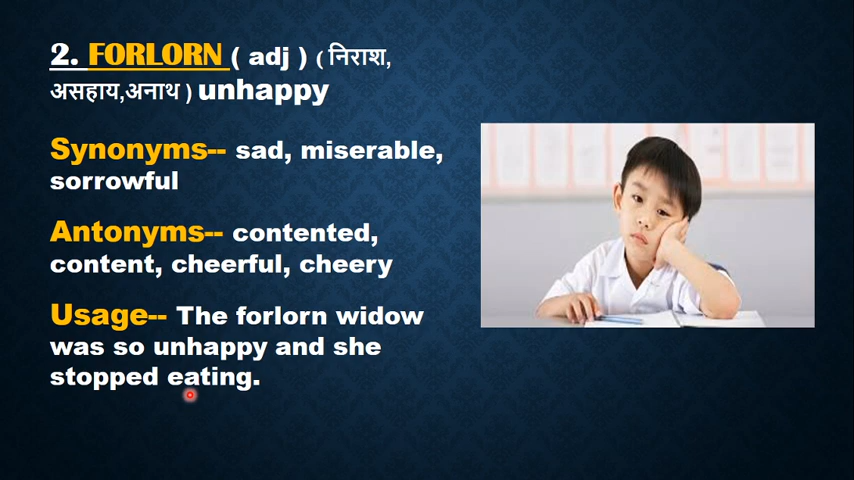 2. FORLORN ( adj ) ( निराश,
असहाय,अनाथ ) unhappy
Synonyms-- sad, miserable,
sorrowful
Antonyms-- contented,
content, cheerful, cheery
Usage-- The forlorn widow
was so unhappy and she
stopped eating.